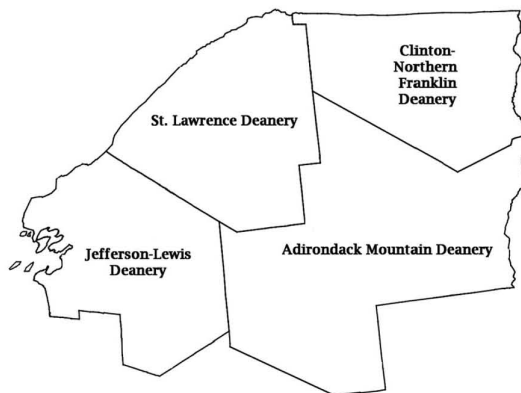 Clinton-
Northern
Franklin
Deanery
St. Lawrence Deanery
Jefferson-Lewis
Deanery
Adirondack Mountain Deanery